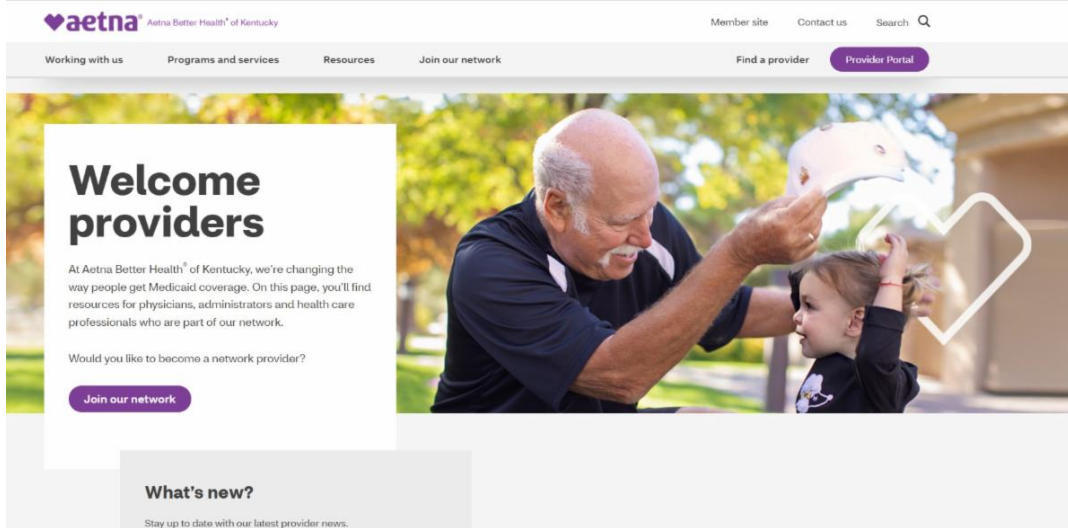 aetna® Aetna Better Health® of Kentucky
Member site Contact us Search
Working with us Programs and services Resources Join our network Find a provider Provider Portal
Welcome
providers
At Aetna Better Health® of Kentucky, we're changing the
way people get Medicaid coverage. On this page, you'll find
resources for physicians, administrators and health care
professionals who are part of our network.
Would you like to become a network provider?
Join our network
What's new?
Stay up to date with our latest provider news.